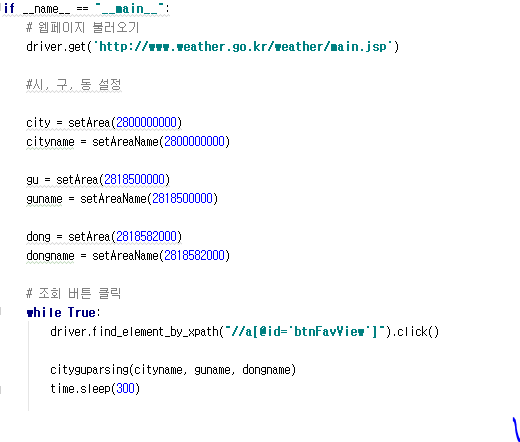 if __name__ == "__main__":
# 웹페이지 불러오기
driver.get('http://www.weather.go.kr/weather/main.jsp')
#시, 구, 동 설정
city = setArea(2800000000)
cityname = setAreaName(2800000000)
gu = setArea(2818500000)
guname = setAreaName(2818500000)
dong = setArea(2818582000)
dongname = setAreaName(2818582000)
# 조회 버튼 클릭
while True:
driver.find_element_by_xpath("//a[@id='btnFavView']").click()
cityguparsing(cityname, guname, dongname)
time.sleep(300)